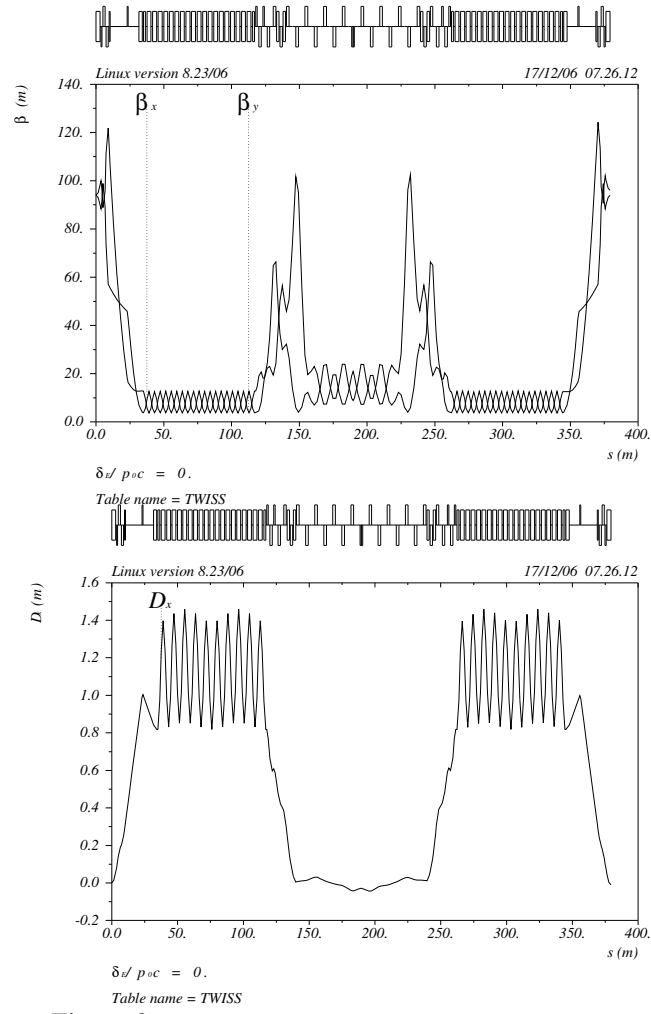 Linux version 8.23/06 17/12/06 07.26.12
140.
120.
100.
80.
60.
40.
20.
0.0
β (m)
β x β y
0.0 50. 100. 150. 200. 250. 300. 350. 400.
s (m)
δE/ p0c = 0.
Table name = TWISS
Linux version 8.23/06 17/12/06 07.26.12
1.6
1.4
1.2
1.0
0.8
0.6
0.4
0.2
0.0
-0.2
D (m)
Dx
0.0 50. 100. 150. 200. 250. 300. 350. 400.
s (m)
δE/ p0c = 0.
Table name = TWISS